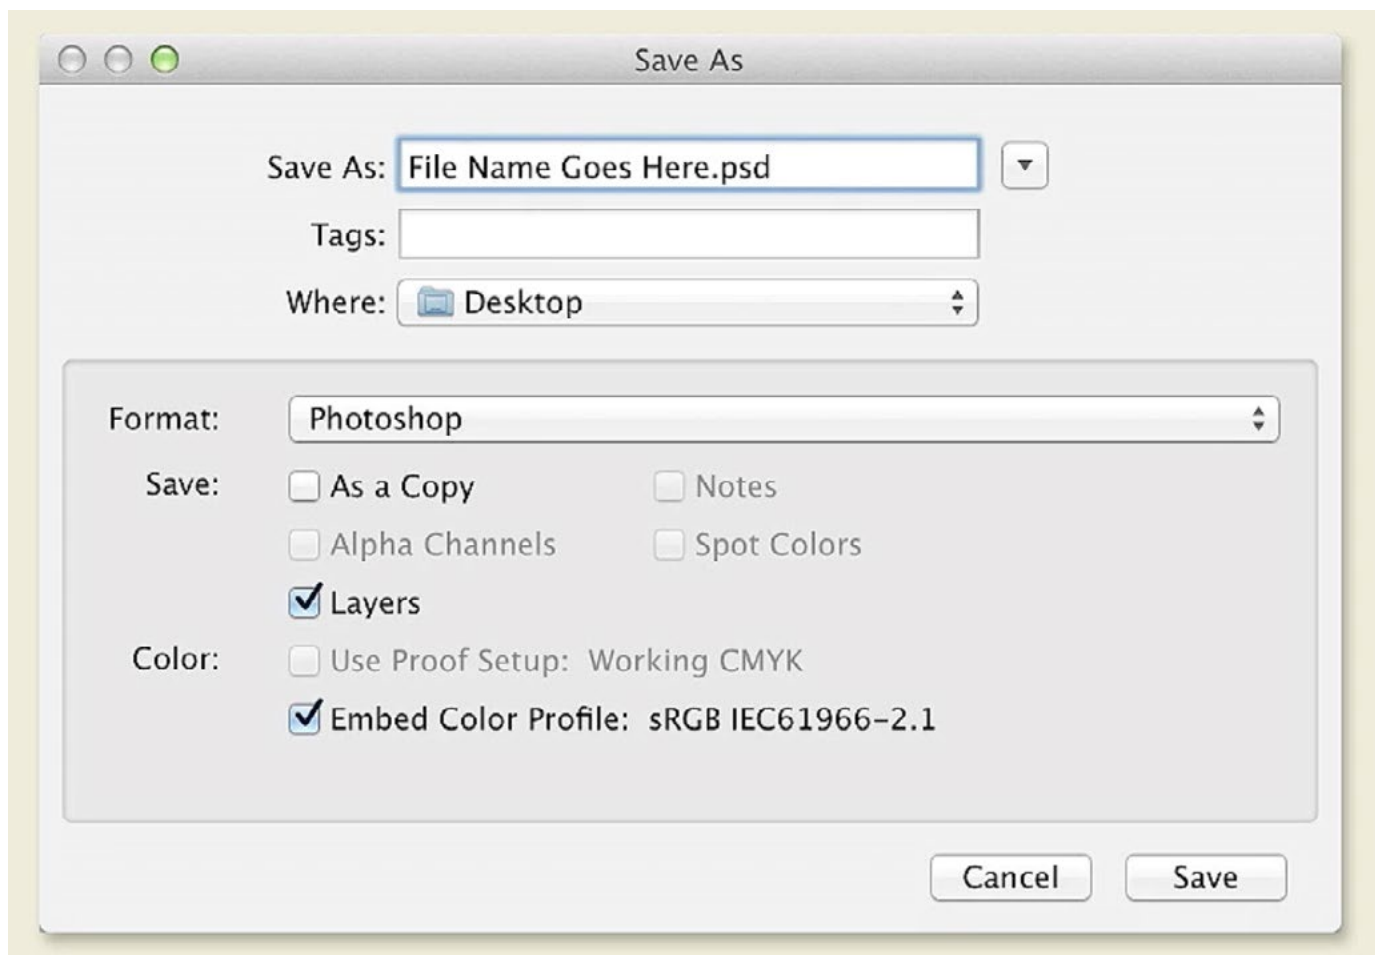 Save As
Save As: File Name Goes Here.psd
Tags:
Where: Desktop
Format: Photoshop
Save: As a Copy Notes
Alpha Channels Spot Colors
Layers
Color: Use Proof Setup: Working CMYK
Embed Color Profile: sRGB IEC61966-2.1
Cancel Save